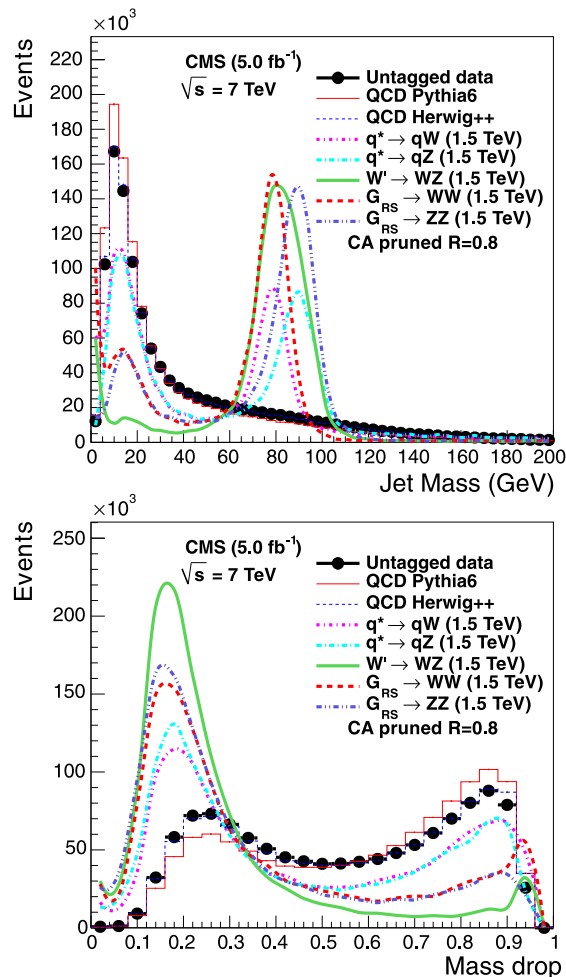 ×10³
Events
220
200
180
160
140
120
100
80
60
40
20
0
CMS (5.0 fb⁻¹)
√s = 7 TeV
Untagged data
QCD Pythia6
QCD Herwig++
q* → qW (1.5 TeV)
q* → qZ (1.5 TeV)
W' → WZ (1.5 TeV)
G_RS → WW (1.5 TeV)
G_RS → ZZ (1.5 TeV)
CA pruned R=0.8
0 20 40 60 80 100 120 140 160 180 200
Jet Mass (GeV)
×10³
Events
250
200
150
100
50
0
CMS (5.0 fb⁻¹)
√s = 7 TeV
Untagged data
QCD Pythia6
QCD Herwig++
q* → qW (1.5 TeV)
q* → qZ (1.5 TeV)
W' → WZ (1.5 TeV)
G_RS → WW (1.5 TeV)
G_RS → ZZ (1.5 TeV)
CA pruned R=0.8
0 0.1 0.2 0.3 0.4 0.5 0.6 0.7 0.8 0.9 1
Mass drop